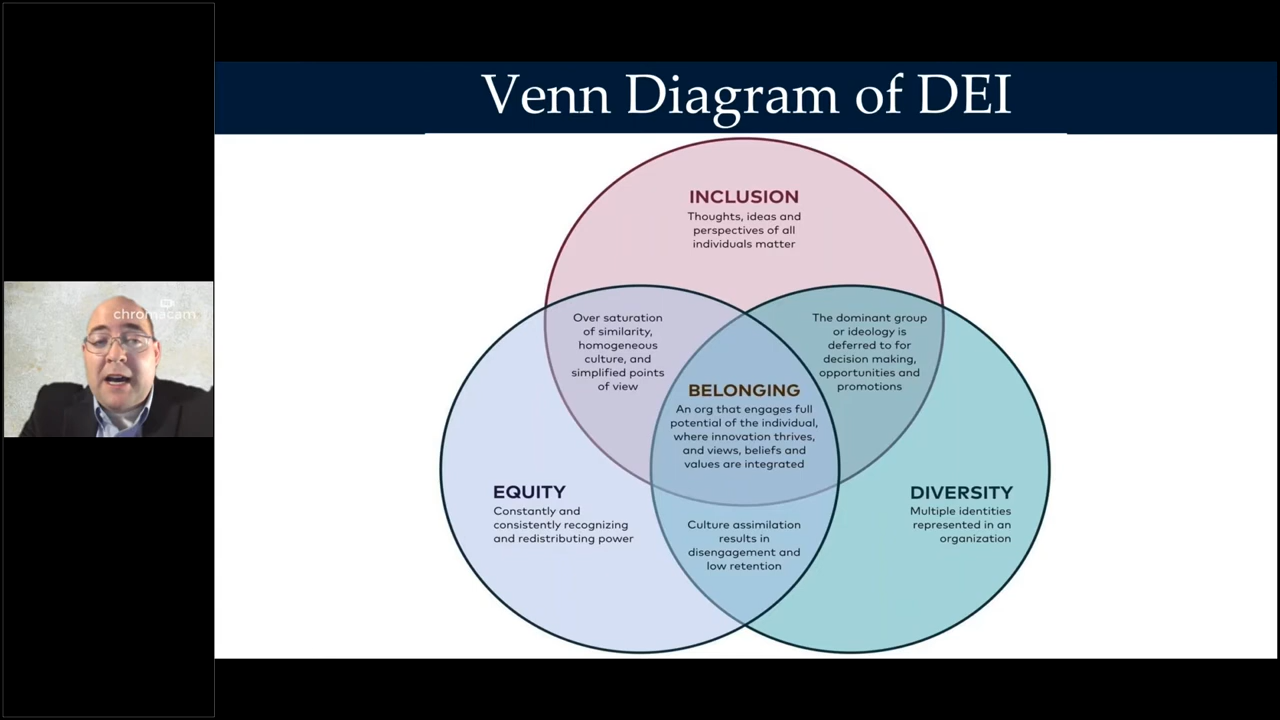 Venn Diagram of DEI
INCLUSION
Thoughts, ideas and
perspectives of all
individuals matter
Over saturation
of similarity,
homogeneous
culture, and
simplified points
of view
The dominant group
or ideology is
deferred to for
decision making,
opportunities and
promotions
BELONGING
An org that engages full
potential of the individual,
where innovation thrives,
and views, beliefs and
values are integrated
EQUITY
Constantly and
consistently recognizing
and redistributing power
DIVERSITY
Multiple identities
represented in an
organization
Culture assimilation
results in
disengagement and
low retention
chromacam